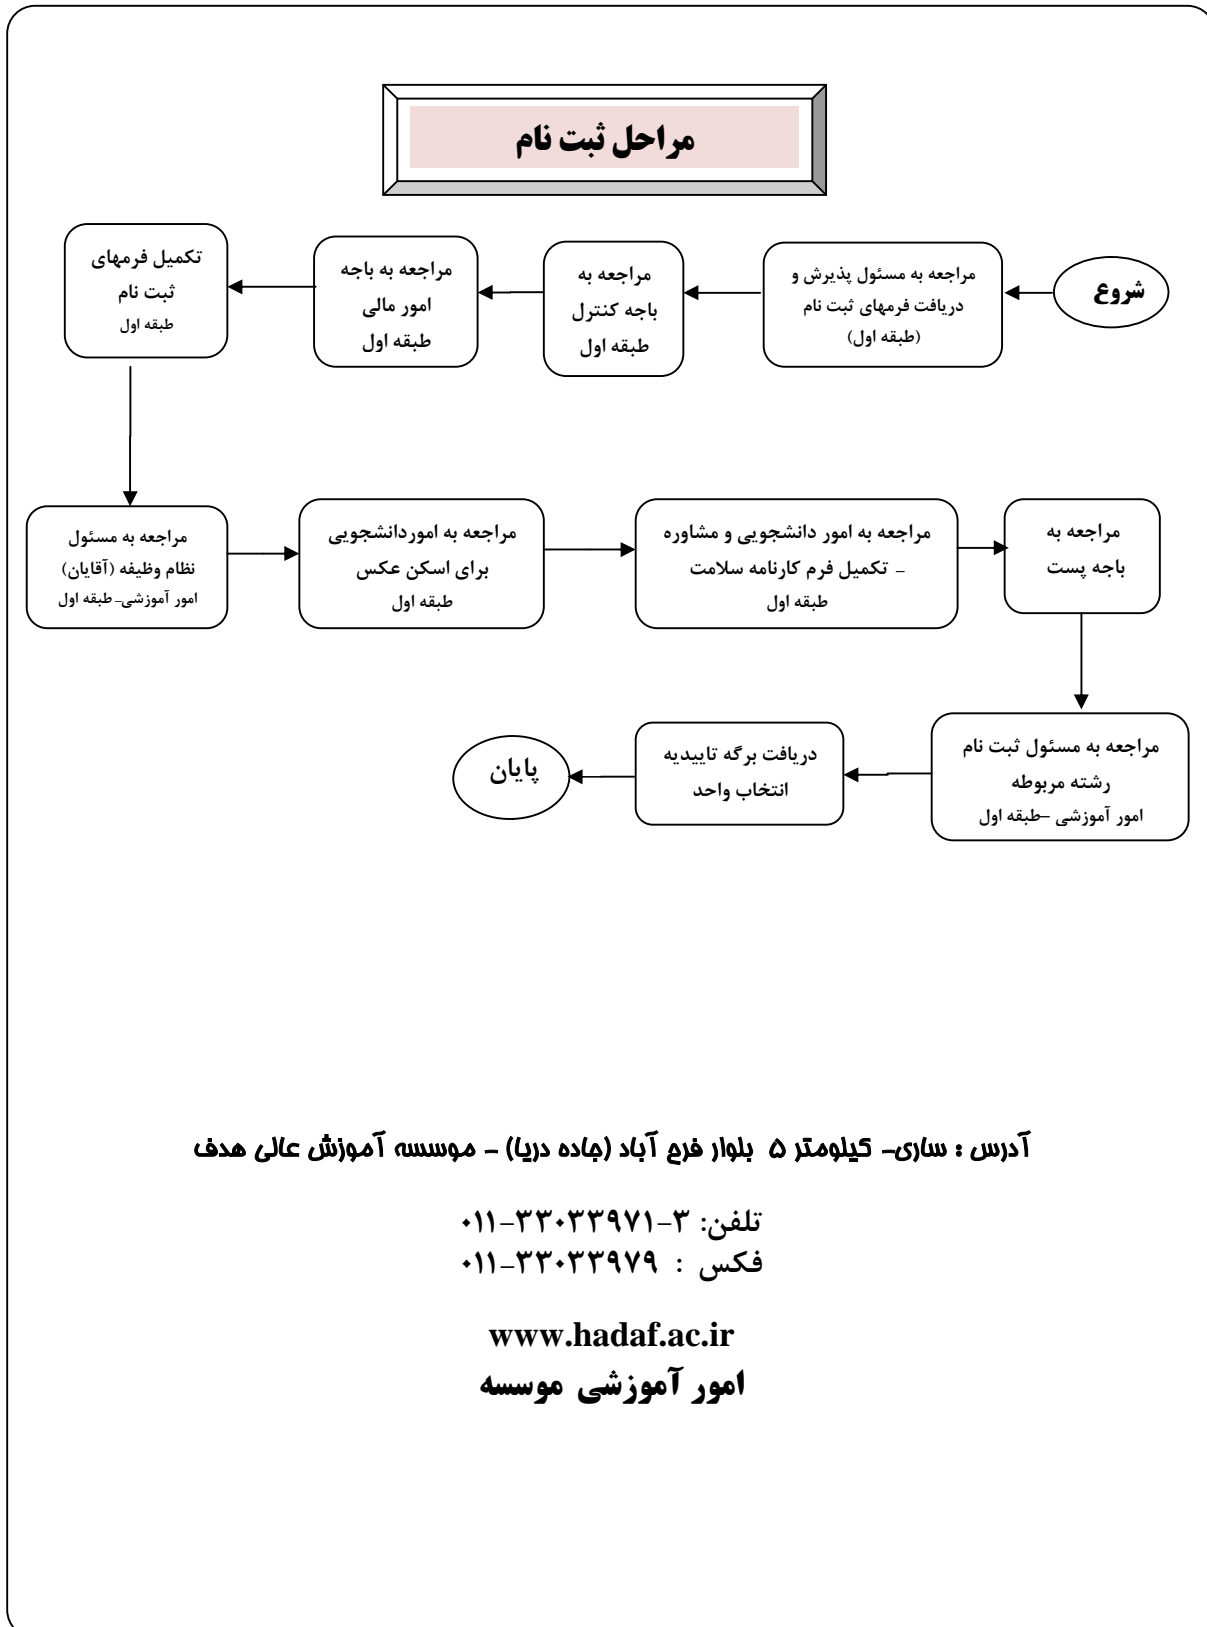 مراحل ثبت نام
شروع
مراجعه به مسئول پذیرش و
دریافت فرمهای ثبت نام
(طبقه اول)
مراجعه به
باجه کنترل
طبقه اول
مراجعه به باجه
امور مالی
طبقه اول
تکمیل فرمهای
ثبت نام
طبقه اول
مراجعه به مسئول
نظام وظیفه (آقایان)
امور آموزشی- طبقه اول
مراجعه به اموردانشجویی
برای اسکن عکس
طبقه اول
مراجعه به امور دانشجویی و مشاوره
- تکمیل فرم کارنامه سلامت
طبقه اول
مراجعه به
باجه پست
مراجعه به مسئول ثبت نام
رشته مربوطه
امور آموزشی –طبقه اول
دریافت برگه تاییدیه
انتخاب واحد
پایان
آدرس : ساری- کیلومتر ۵ بلوار فرح آباد (جاده دریا) - موسسه آموزش عالی هدف
تلفن: ۳-۳۳۰۳۳۹۷۱-۰۱۱
فکس : ۳۳۰۳۳۹۷۹-۰۱۱
www.hadaf.ac.ir
امور آموزشی موسسه